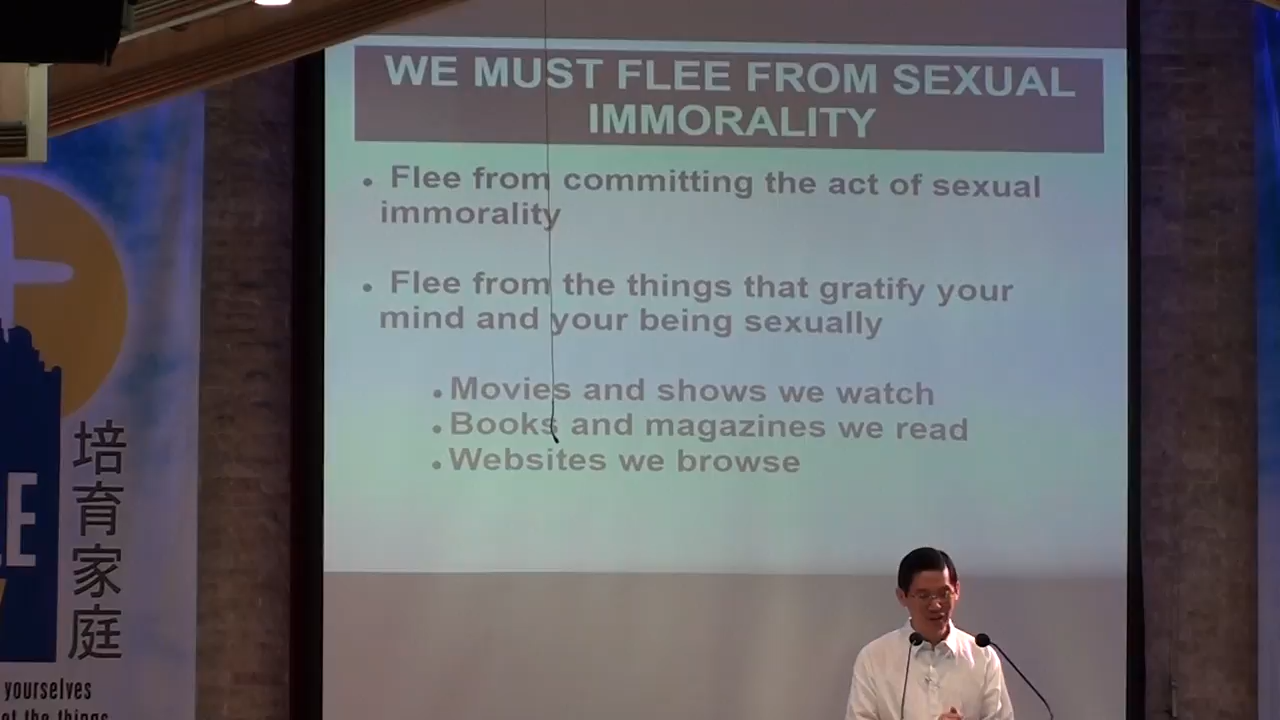 WE MUST FLEE FROM SEXUAL
IMMORALITY
• Flee from committing the act of sexual
immorality
• Flee from the things that gratify your
mind and your being sexually
• Movies and shows we watch
• Books and magazines we read
• Websites we browse
培育家庭
yourselves
the things